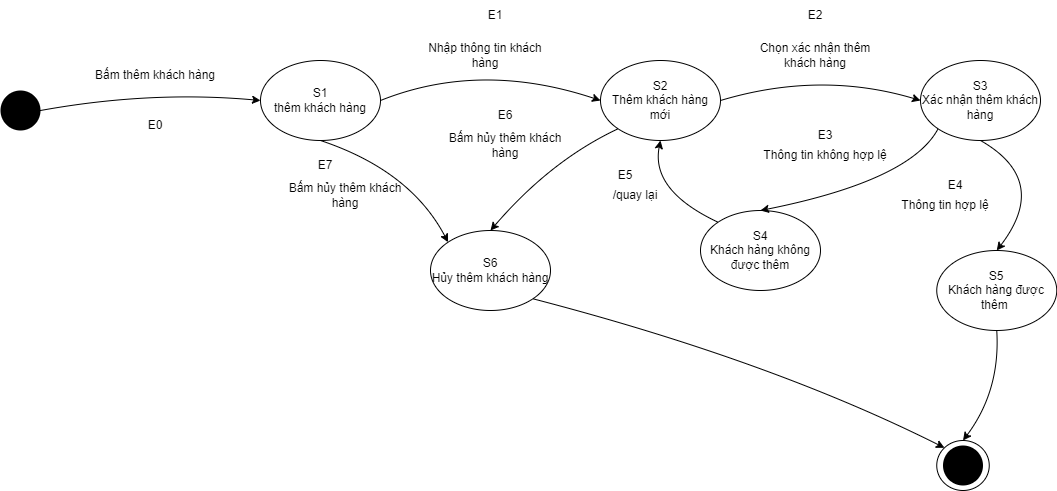 E1
E2
Nhập thông tin khách
hàng
Chọn xác nhận thêm
khách hàng
Bấm thêm khách hàng
E0
S1
thêm khách hàng
S2
Thêm khách hàng
mới
S3
Xác nhận thêm khách
hàng
E6
Bấm hủy thêm khách
hàng
E3
Thông tin không hợp lệ
E7
Bấm hủy thêm khách
hàng
E5
/quay lại
E4
Thông tin hợp lệ
S4
Khách hàng không
được thêm
S6
Hủy thêm khách hàng
S5
Khách hàng được
thêm